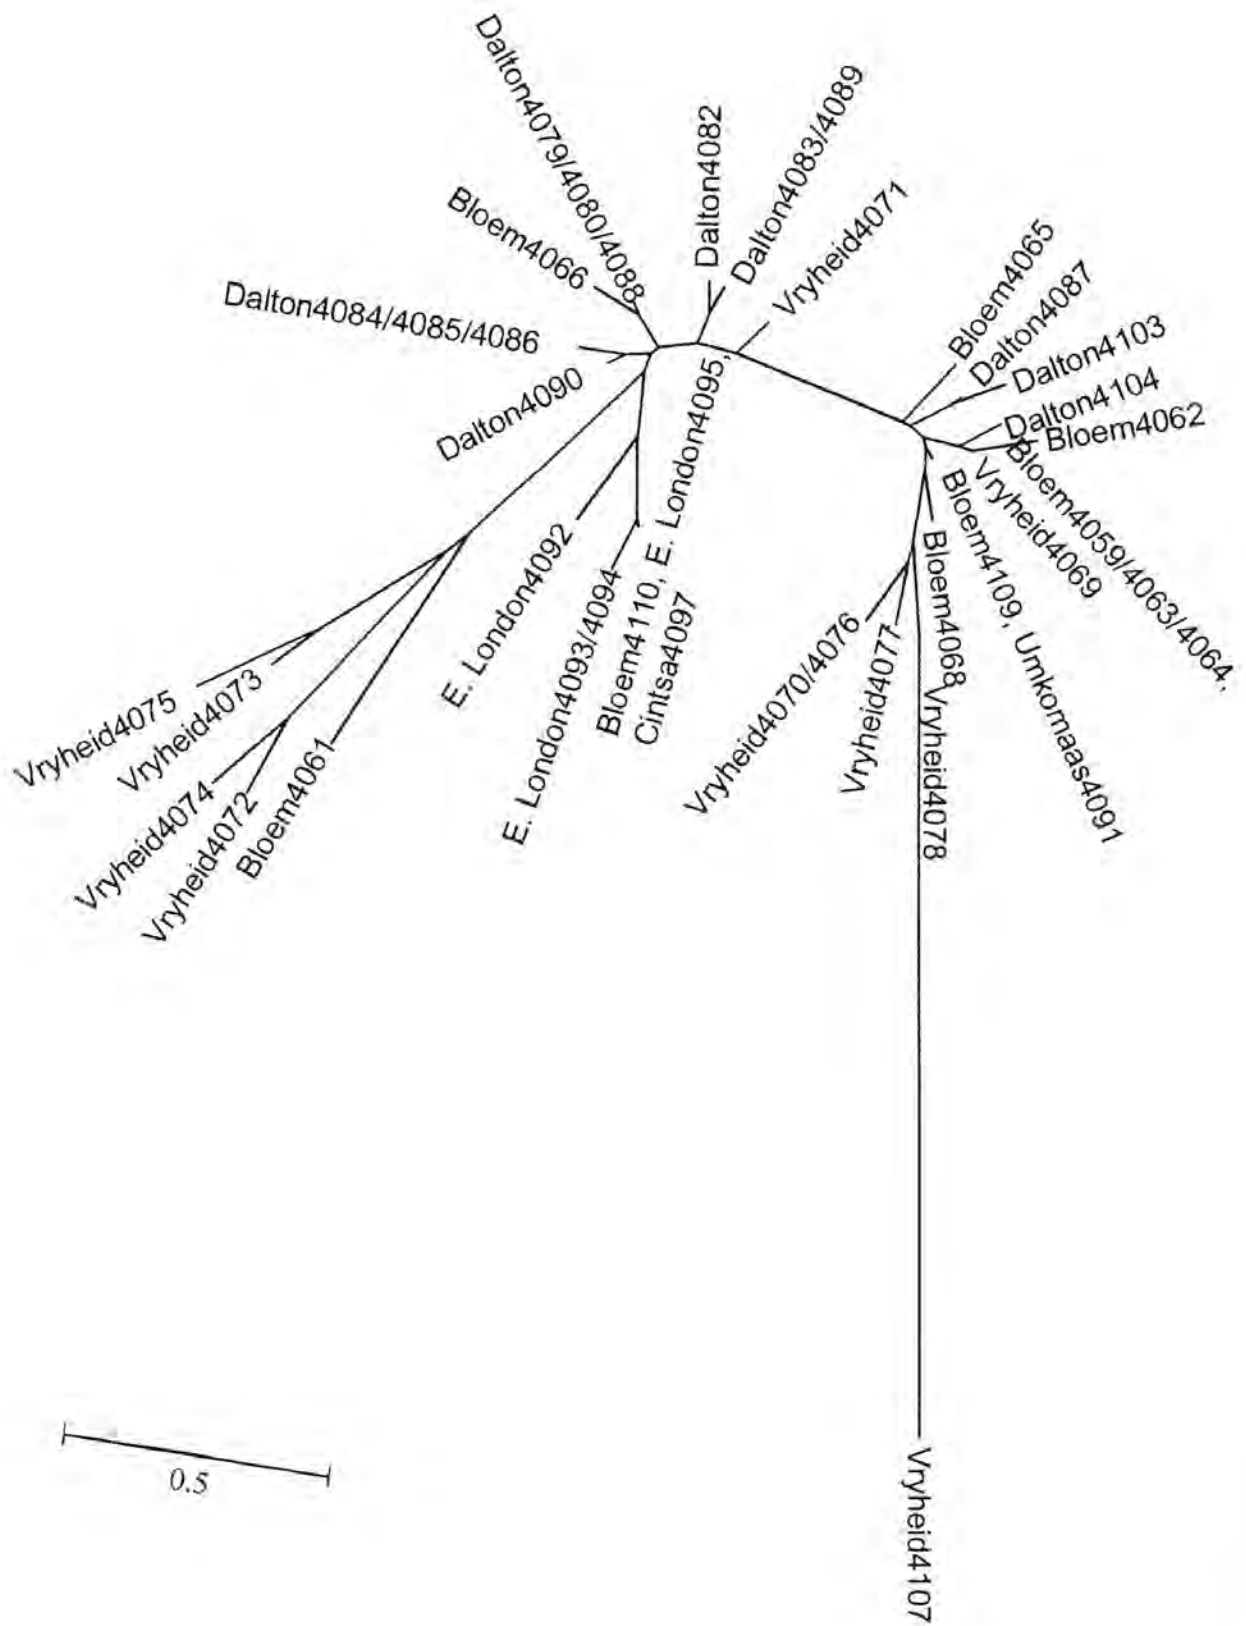 Dalton4079/4080/4088
Dalton4082
Dalton4083/4089
Vryheid4071
Bloem4066
Dalton4084/4085/4086
Dalton4090
Bloem4065
Dalton4087
Dalton4103
Dalton4104
Bloem4062
Bloem4059/4063/4064,
Vryheid4069
Bloem4109, Umkomaas4091
Bloem4068
Vryheid4078
Vryheid4077
Vryheid4070/4076
Bloem4110, E. London4095,
Cintsa4097
E. London4093/4094
E. London4092
Bloem4061
Vryheid4072
Vryheid4074
Vryheid4073
Vryheid4075
Vryheid4107
0.5